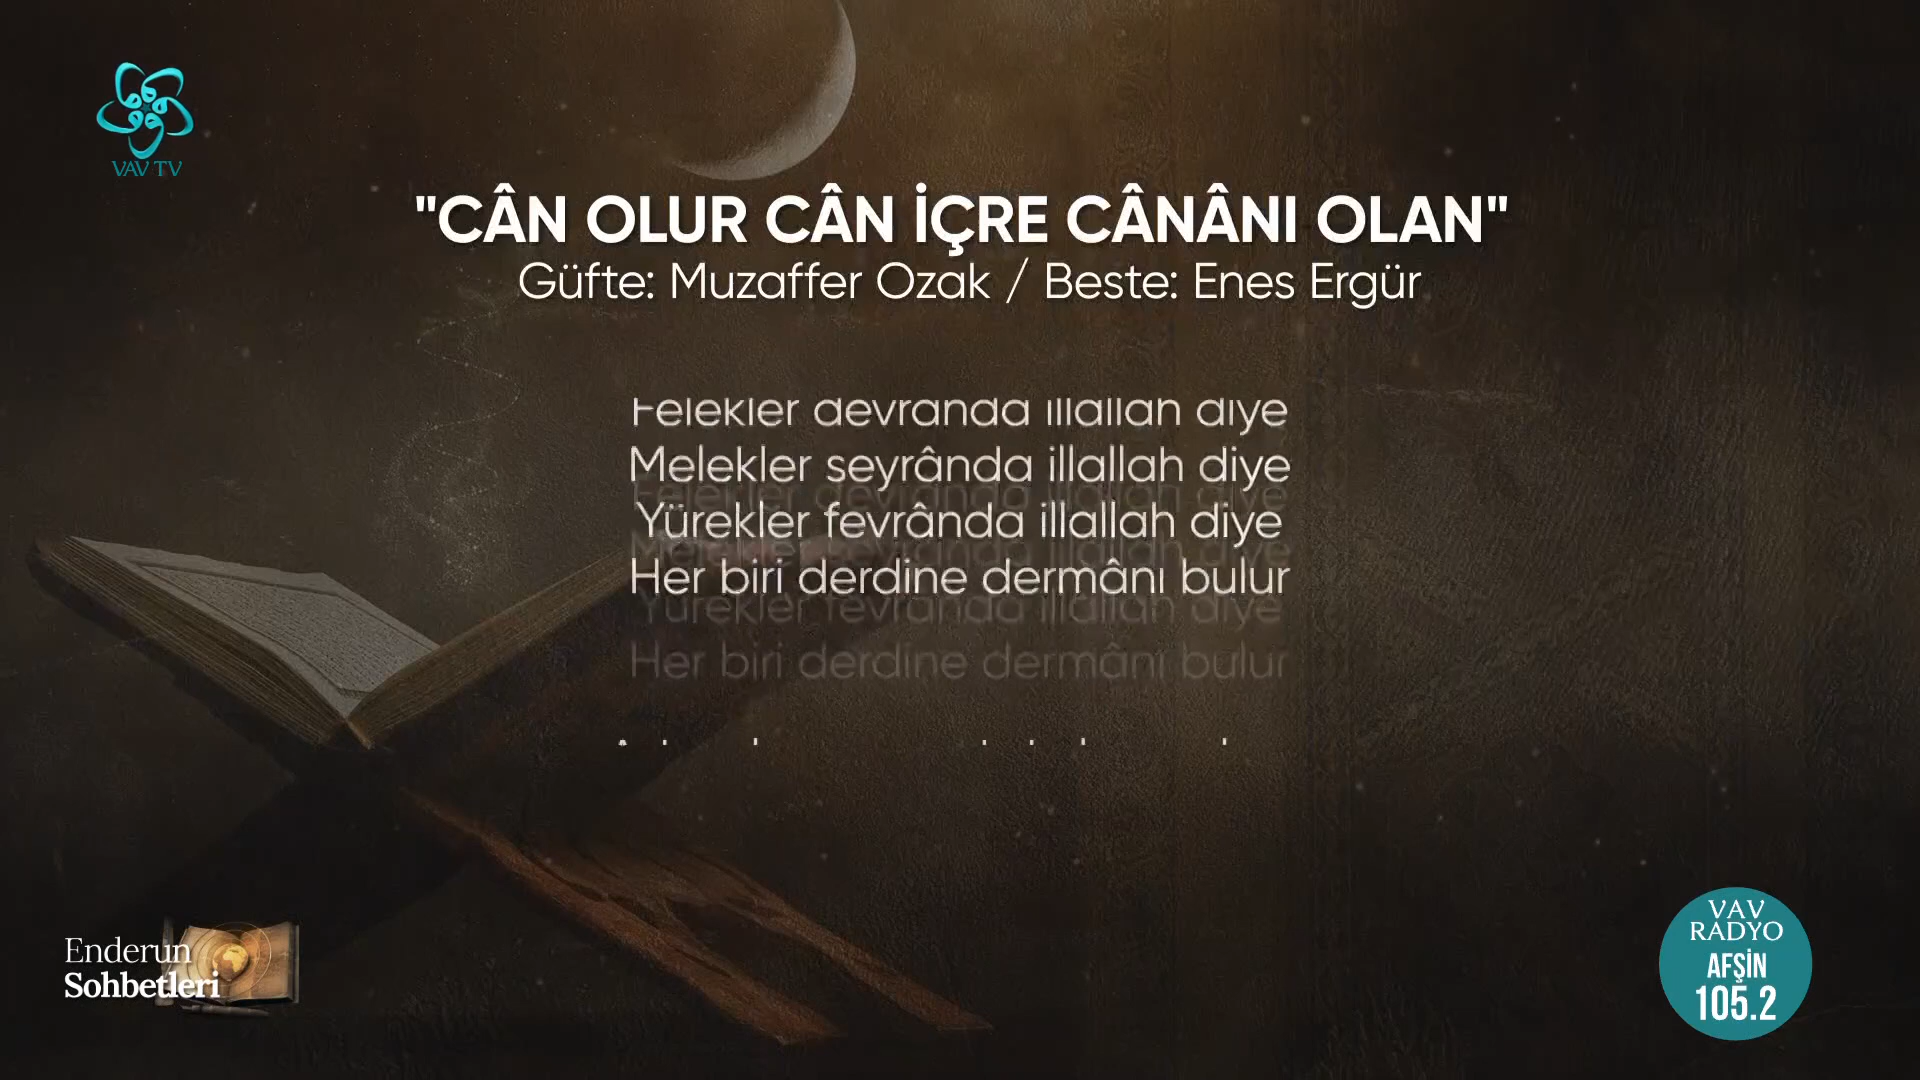 VAV TV
"CÂN OLUR CÂN İÇRE CÂNÂNI OLAN"
Güfte: Muzaffer Ozak / Beste: Enes Ergür
Felekler devranda illallah diye
Melekler seyrânda illallah diye
Yürekler fevrânda illallah diye
Her biri derdine dermânı bulur
Enderun
Sohbetleri
VAV
RADYO
AFŞİN
105.2